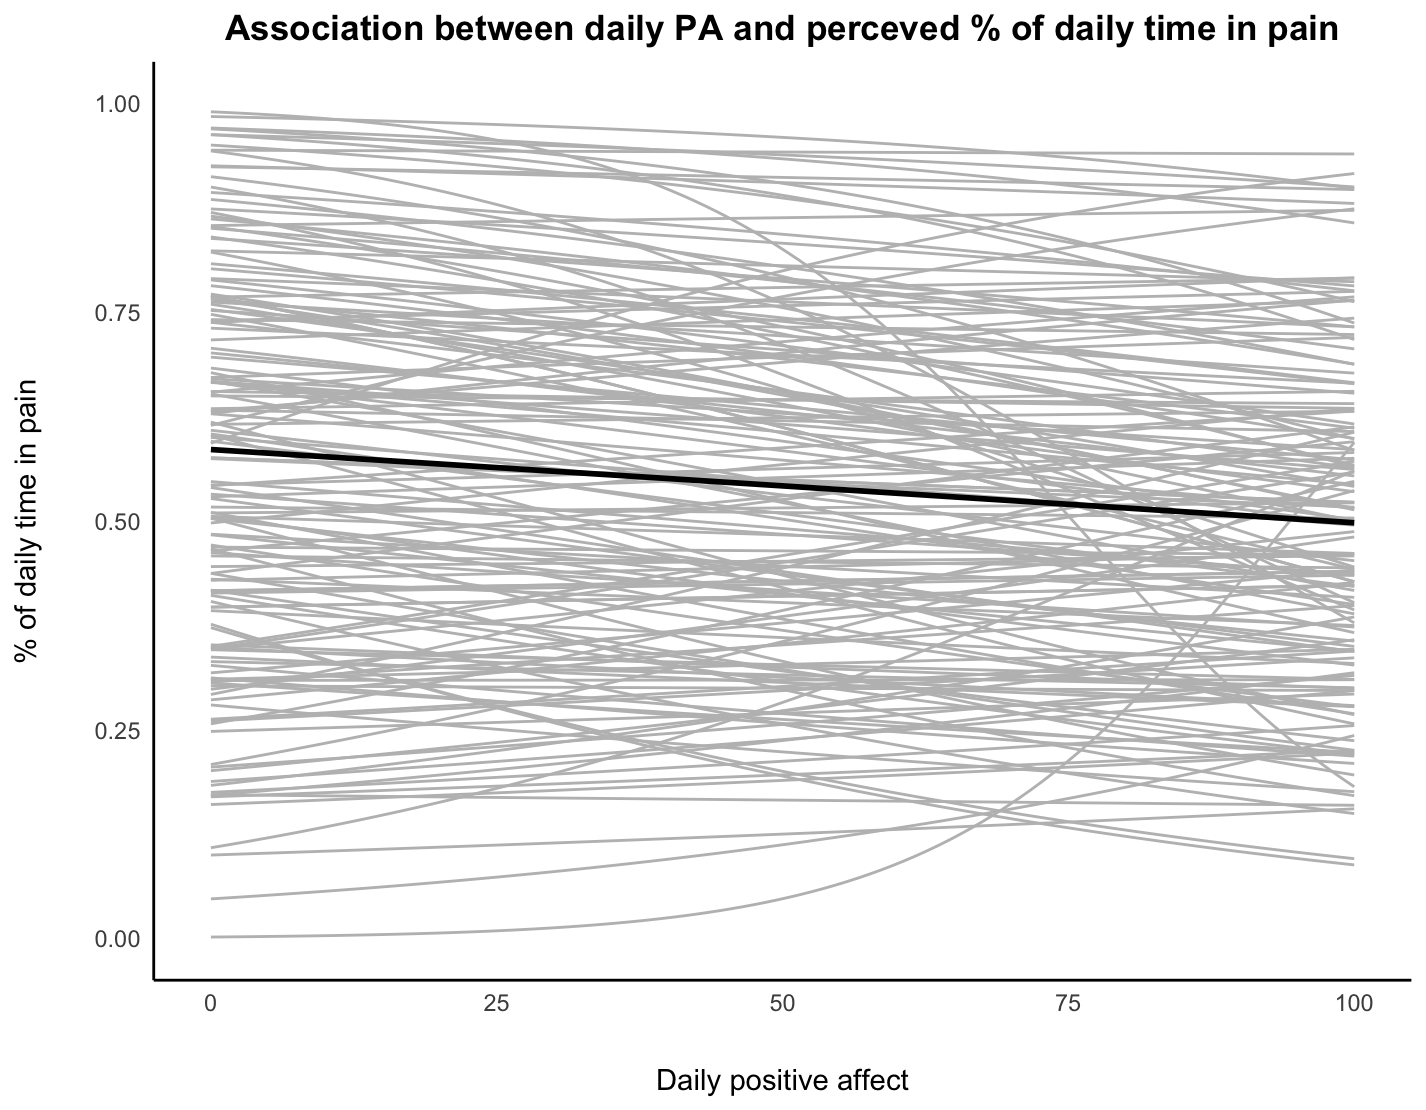 Association between daily PA and perceved % of daily time in pain
1.00
0.75
0.50
0.25
0.00
% of daily time in pain
0 25 50 75 100
Daily positive affect